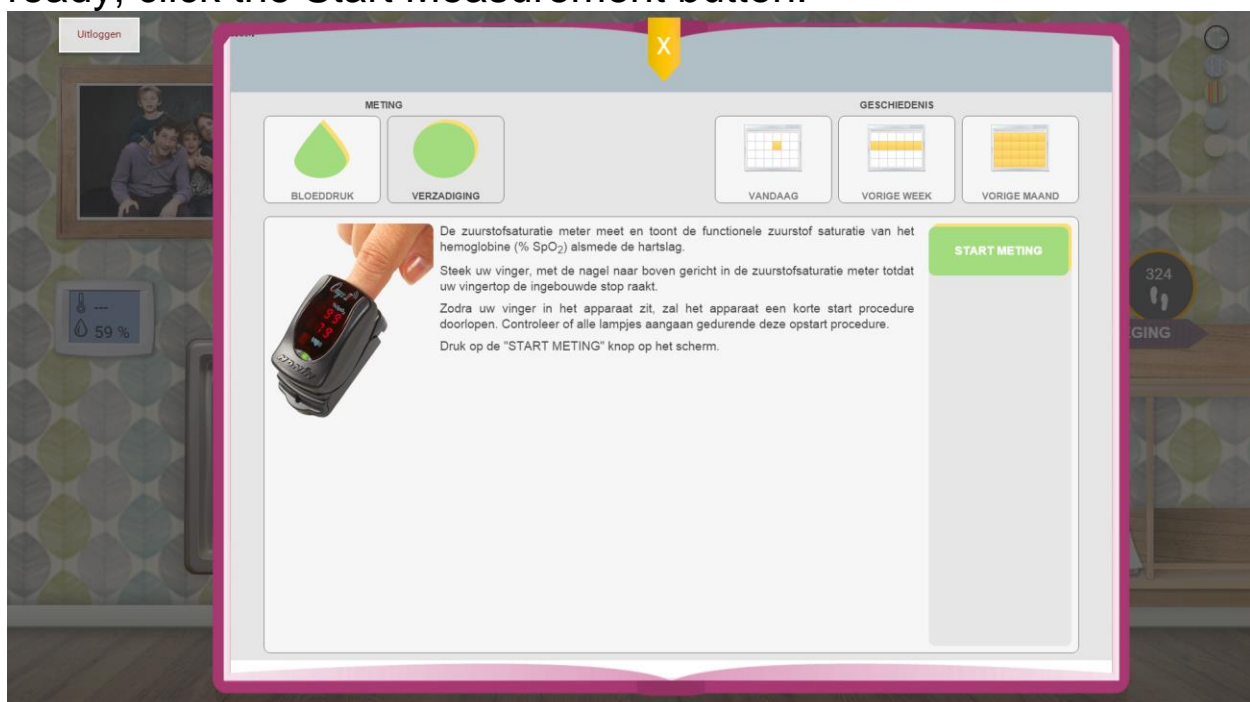 ready, click the Start Measurement button.
Uitloggen
X
METING
GESCHIEDENIS
BLOEDDRUK
VERZADIGING
VANDAAG
VORIGE WEEK
VORIGE MAAND
De zuurstofsaturatie meter meet en toont de functionele zuurstof saturatie van het
hemoglobine (% SpO2) alsmede de hartslag.
Steek uw vinger, met de nagel naar boven gericht in de zuurstofsaturatie meter totdat
uw vingertop de ingebouwde stop raakt.
Zodra uw vinger in het apparaat zit, zal het apparaat een korte start procedure
doorlopen. Controleer of alle lampjes aangaan gedurende deze opstart procedure.
Druk op de "START METING" knop op het scherm.
START METING
99
79
NONIN
---
59 %
324
GING